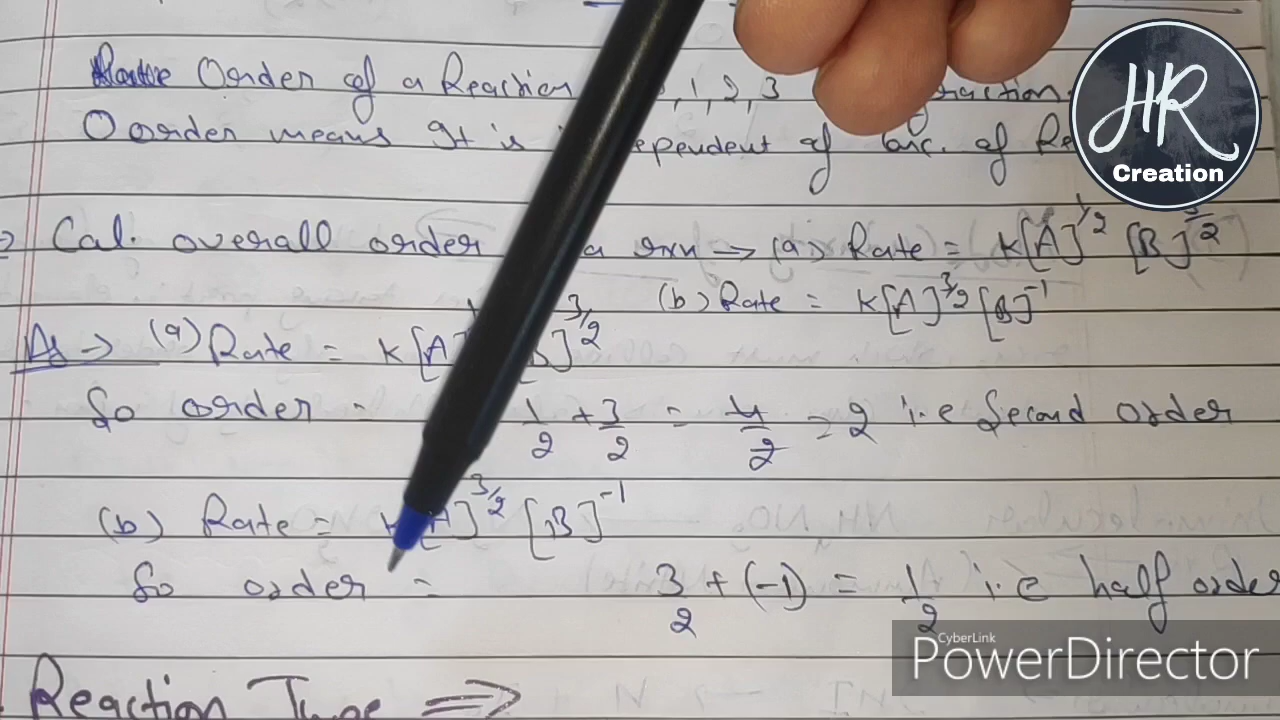 Order of a Reaction , 1, 2, 3
O order means It is of Conc. of
Cal. overall order a rxn → (a) Rate = K[A]^1/2 [B]^3/2
(b) Rate = K[A]^3/2 [B]^-1
(a) Rate = K[A] ]^3/2
So order = 1/2 + 3/2 = 4/2 = 2 i.e Second order
(b) Rate = K[A]^3/2 [B]^-1
So order = 3/2 + (-1) = 1/2 i.e half order
Reaction Type ⇒
HR
Creation
CyberLink
PowerDirector